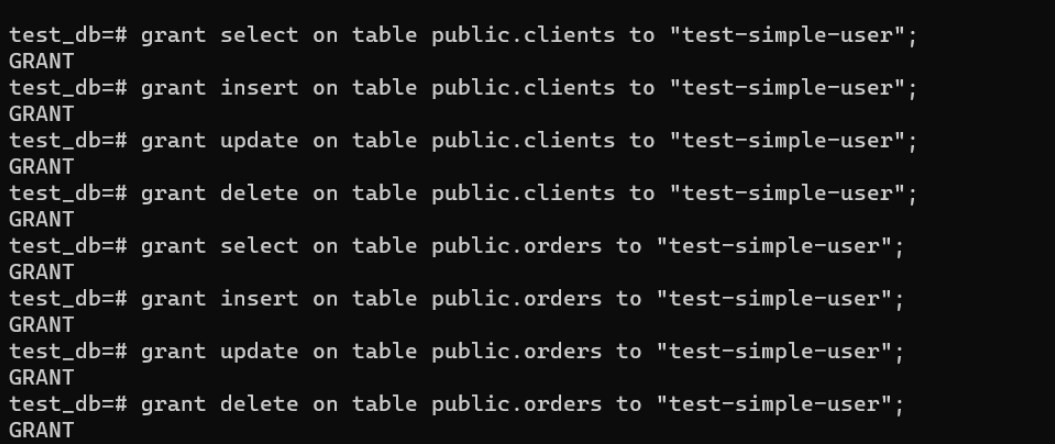 test_db=# grant select on table public.clients to "test-simple-user";
GRANT
test_db=# grant insert on table public.clients to "test-simple-user";
GRANT
test_db=# grant update on table public.clients to "test-simple-user";
GRANT
test_db=# grant delete on table public.clients to "test-simple-user";
GRANT
test_db=# grant select on table public.orders to "test-simple-user";
GRANT
test_db=# grant insert on table public.orders to "test-simple-user";
GRANT
test_db=# grant update on table public.orders to "test-simple-user";
GRANT
test_db=# grant delete on table public.orders to "test-simple-user";
GRANT